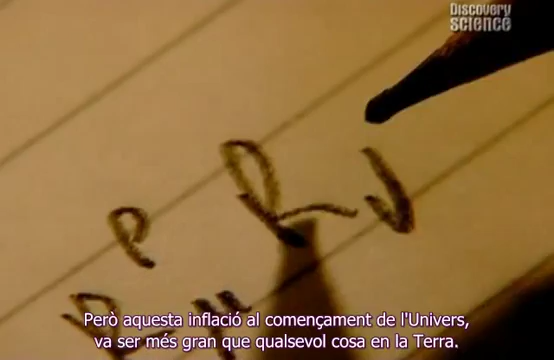 Discovery
SCIENCE
Però aquesta inflació al començament de l'Univers,
va ser més gran que qualsevol cosa en la Terra.